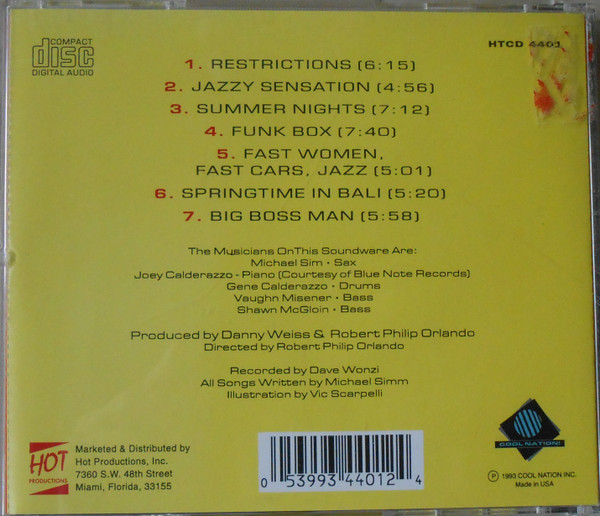 COMPACT
disc
DIGITAL AUDIO
HTCD 4401
1. RESTRICTIONS (6:15)
2. JAZZY SENSATION (4:56)
3. SUMMER NIGHTS (7:12)
4. FUNK BOX (7:40)
5. FAST WOMEN,
FAST CARS, JAZZ (5:01)
6. SPRINGTIME IN BALI (5:20)
7. BIG BOSS MAN (5:58)
The Musicians OnThis Soundware Are:
Michael Sim • Sax
Joey Calderazzo - Piano (Courtesy of Blue Note Records)
Gene Calderazzo • Drums
Vaughn Misener • Bass
Shawn McGloin • Bass
Produced by Danny Weiss & Robert Philip Orlando
Directed by Robert Philip Orlando
Recorded by Dave Wonzi
All Songs Written by Michael Simm
Illustration by Vic Scarpelli
HOT
PRODUCTIONS
Marketed & Distributed by
Hot Productions, Inc.
7360 S.W. 48th Street
Miami, Florida, 33155
0 53993 44012 4
COOL NATION!
℗ 1993 COOL NATION INC.
Made in USA